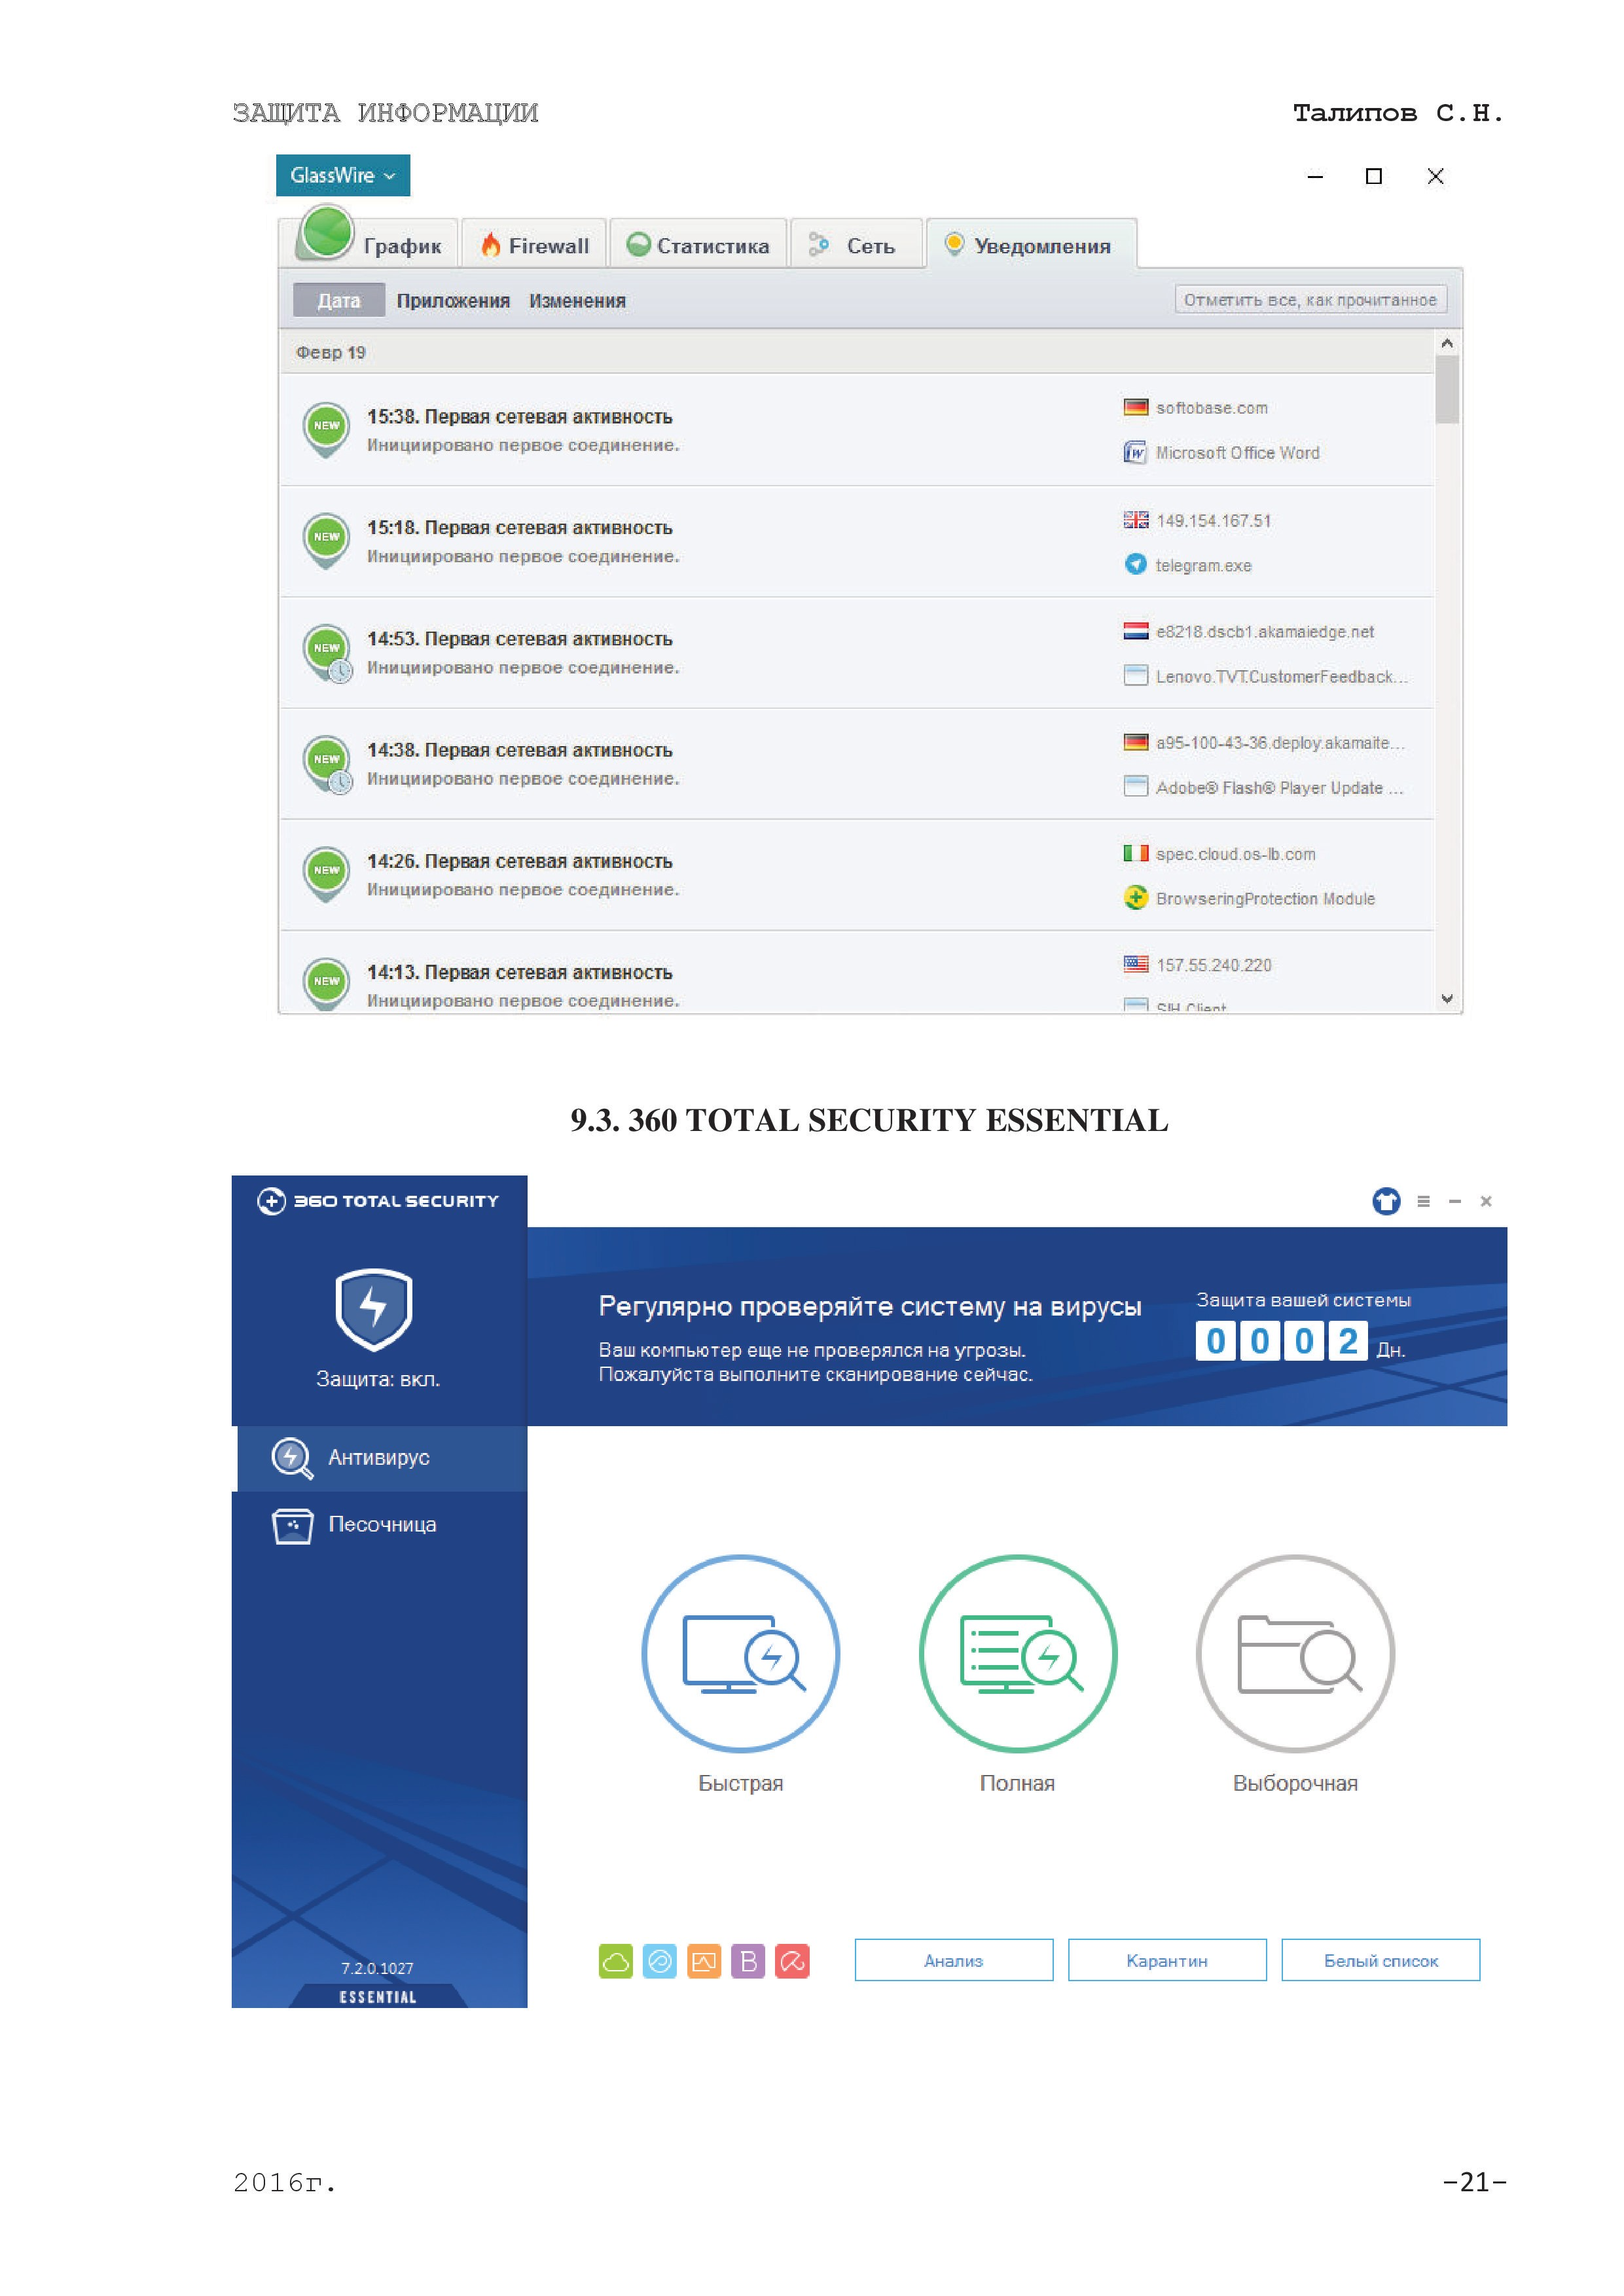 ЗАЩИТА ИНФОРМАЦИИ Талипов С.Н.
GlassWire
График Firewall Статистика Сеть Уведомления
Дата Приложения Изменения Отметить все, как прочитанное
Февр 19
NEW 15:38. Первая сетевая активность softobase.com
Инициировано первое соединение. Microsoft Office Word
NEW 15:18. Первая сетевая активность 149.154.167.51
Инициировано первое соединение. telegram.exe
NEW 14:53. Первая сетевая активность e8218.dscb1.akamaiedge.net
Инициировано первое соединение. Lenovo.TVT.CustomerFeedback...
NEW 14:38. Первая сетевая активность a95-100-43-36.deploy.akamaite...
Инициировано первое соединение. Adobe® Flash® Player Update ...
NEW 14:26. Первая сетевая активность spec.cloud.os-lb.com
Инициировано первое соединение. BrowseringProtection Module
NEW 14:13. Первая сетевая активность 157.55.240.220
Инициировано первое соединение. SIH Client
9.3. 360 TOTAL SECURITY ESSENTIAL
360 TOTAL SECURITY
Регулярно проверяйте систему на вирусы
Ваш компьютер еще не проверялся на угрозы.
Пожалуйста выполните сканирование сейчас.
Защита вашей системы
0 0 0 2 Дн.
Защита: вкл.
Антивирус
Песочница
Быстрая Полная Выборочная
B Анализ Карантин Белый список
7.2.0.1027
ESSENTIAL
2016г. -21-